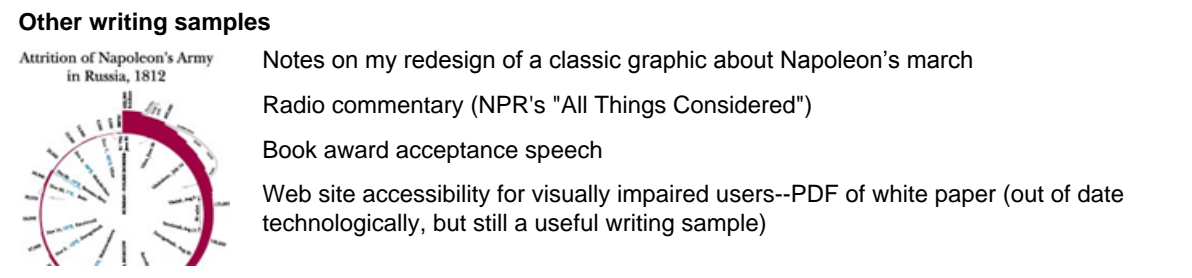 Other writing samples
Attrition of Napoleon's Army
in Russia, 1812
Notes on my redesign of a classic graphic about Napoleon's march
Radio commentary (NPR's "All Things Considered")
Book award acceptance speech
Web site accessibility for visually impaired users--PDF of white paper (out of date
technologically, but still a useful writing sample)